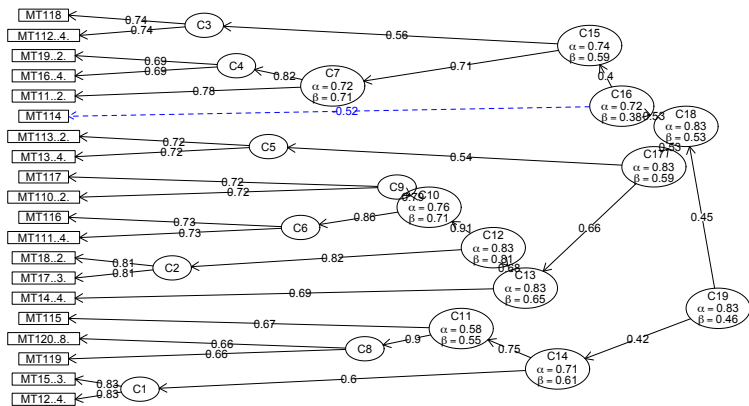 MT118
0.74
C3
MT112..4.
0.74
0.56
C15
α = 0.74
β = 0.59
MT19..2.
0.69
C4
MT16..4.
0.69
0.82
C7
α = 0.72
β = 0.71
0.71
0.4
MT11..2.
0.78
C16
α = 0.72
β = 0.38
MT114
0.52
0.53
C18
α = 0.83
β = 0.53
MT113..2.
0.72
C5
MT13..4.
0.72
0.54
0.53
C17
α = 0.83
β = 0.59
MT117
0.72
C9
MT110..2.
0.72
0.79
C10
α = 0.76
β = 0.71
MT116
0.73
C6
0.86
MT111..4.
0.73
0.91
0.66
0.45
C12
α = 0.83
β = 0.81
MT18..2.
0.81
C2
0.82
MT17..3.
0.81
0.68
C13
α = 0.83
β = 0.65
MT14..4.
0.69
C19
α = 0.83
β = 0.46
MT115
0.67
C11
α = 0.58
β = 0.55
MT120..8.
0.66
C8
0.9
0.42
MT119
0.66
0.75
C14
α = 0.71
β = 0.61
MT15..3.
0.83
C1
0.6
MT12..4.
0.83